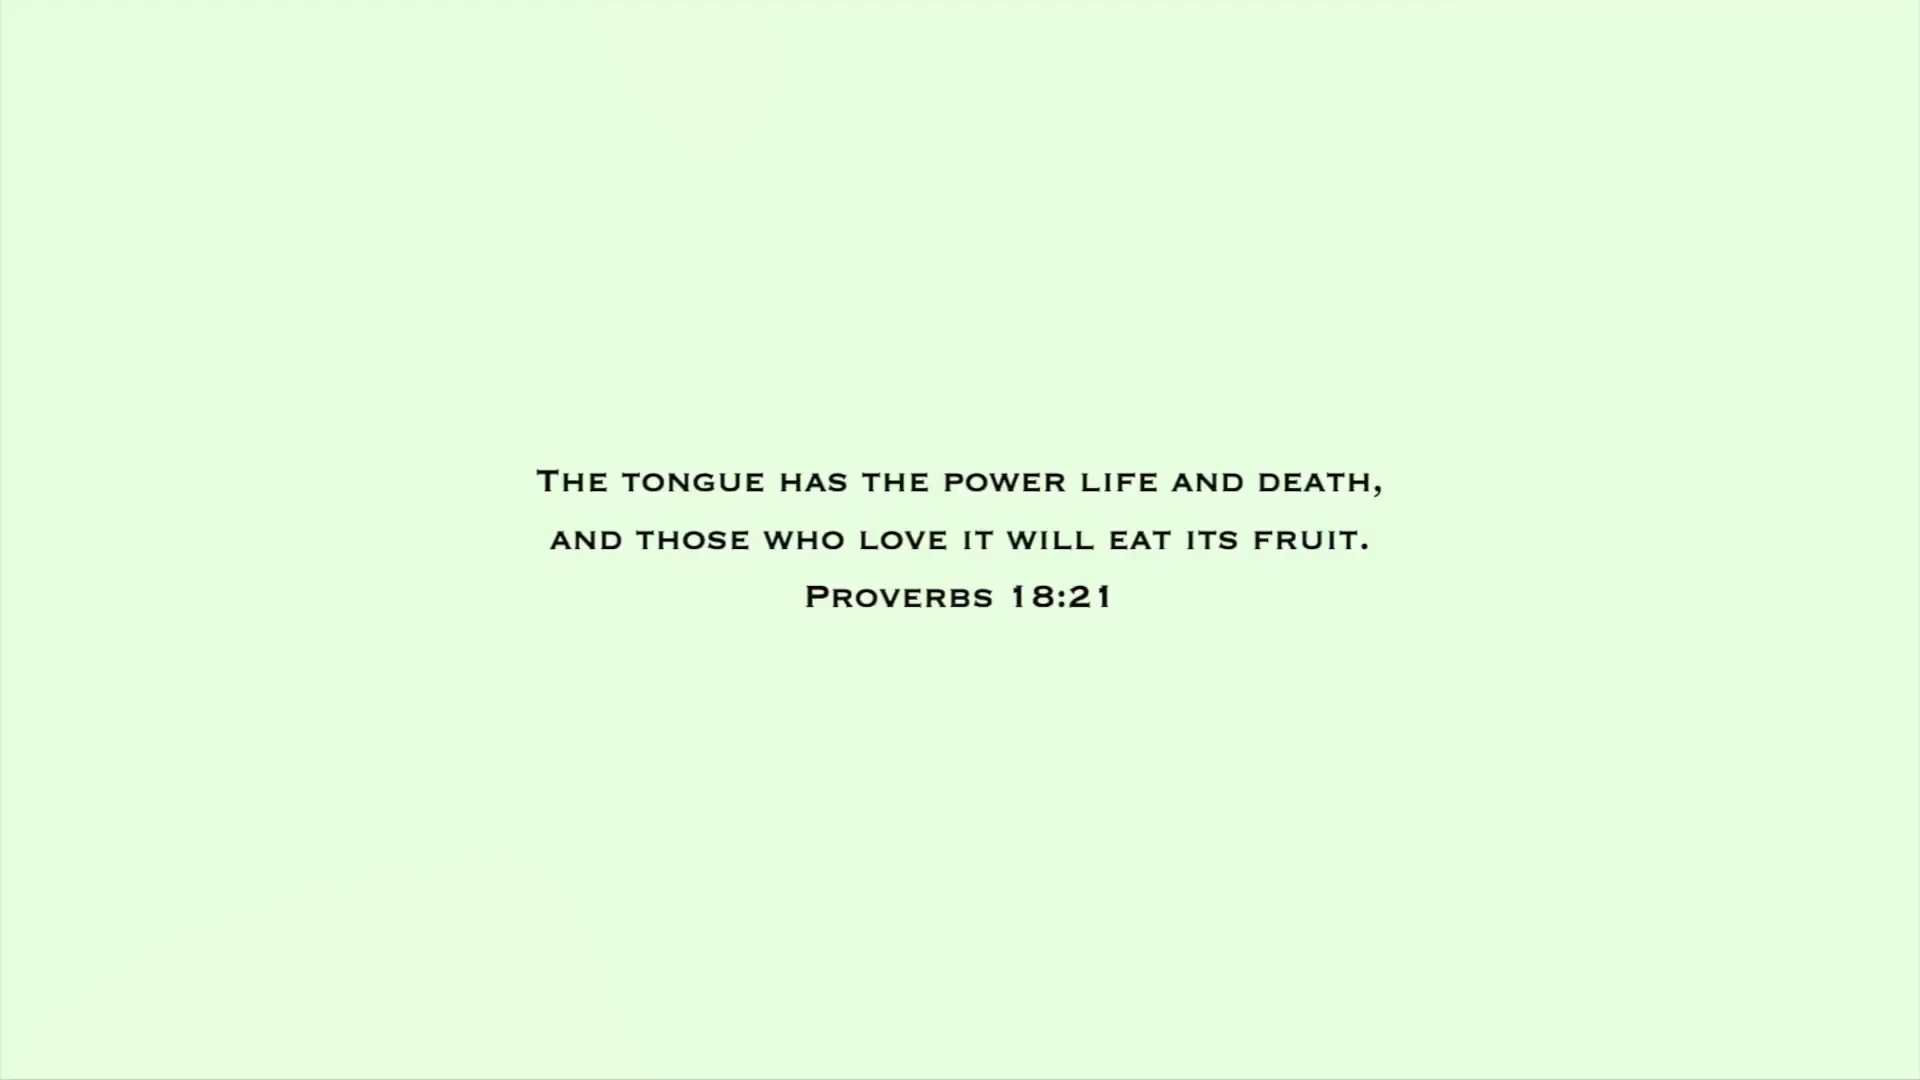 The tongue has the power life and death,
and those who love it will eat its fruit.
Proverbs 18:21